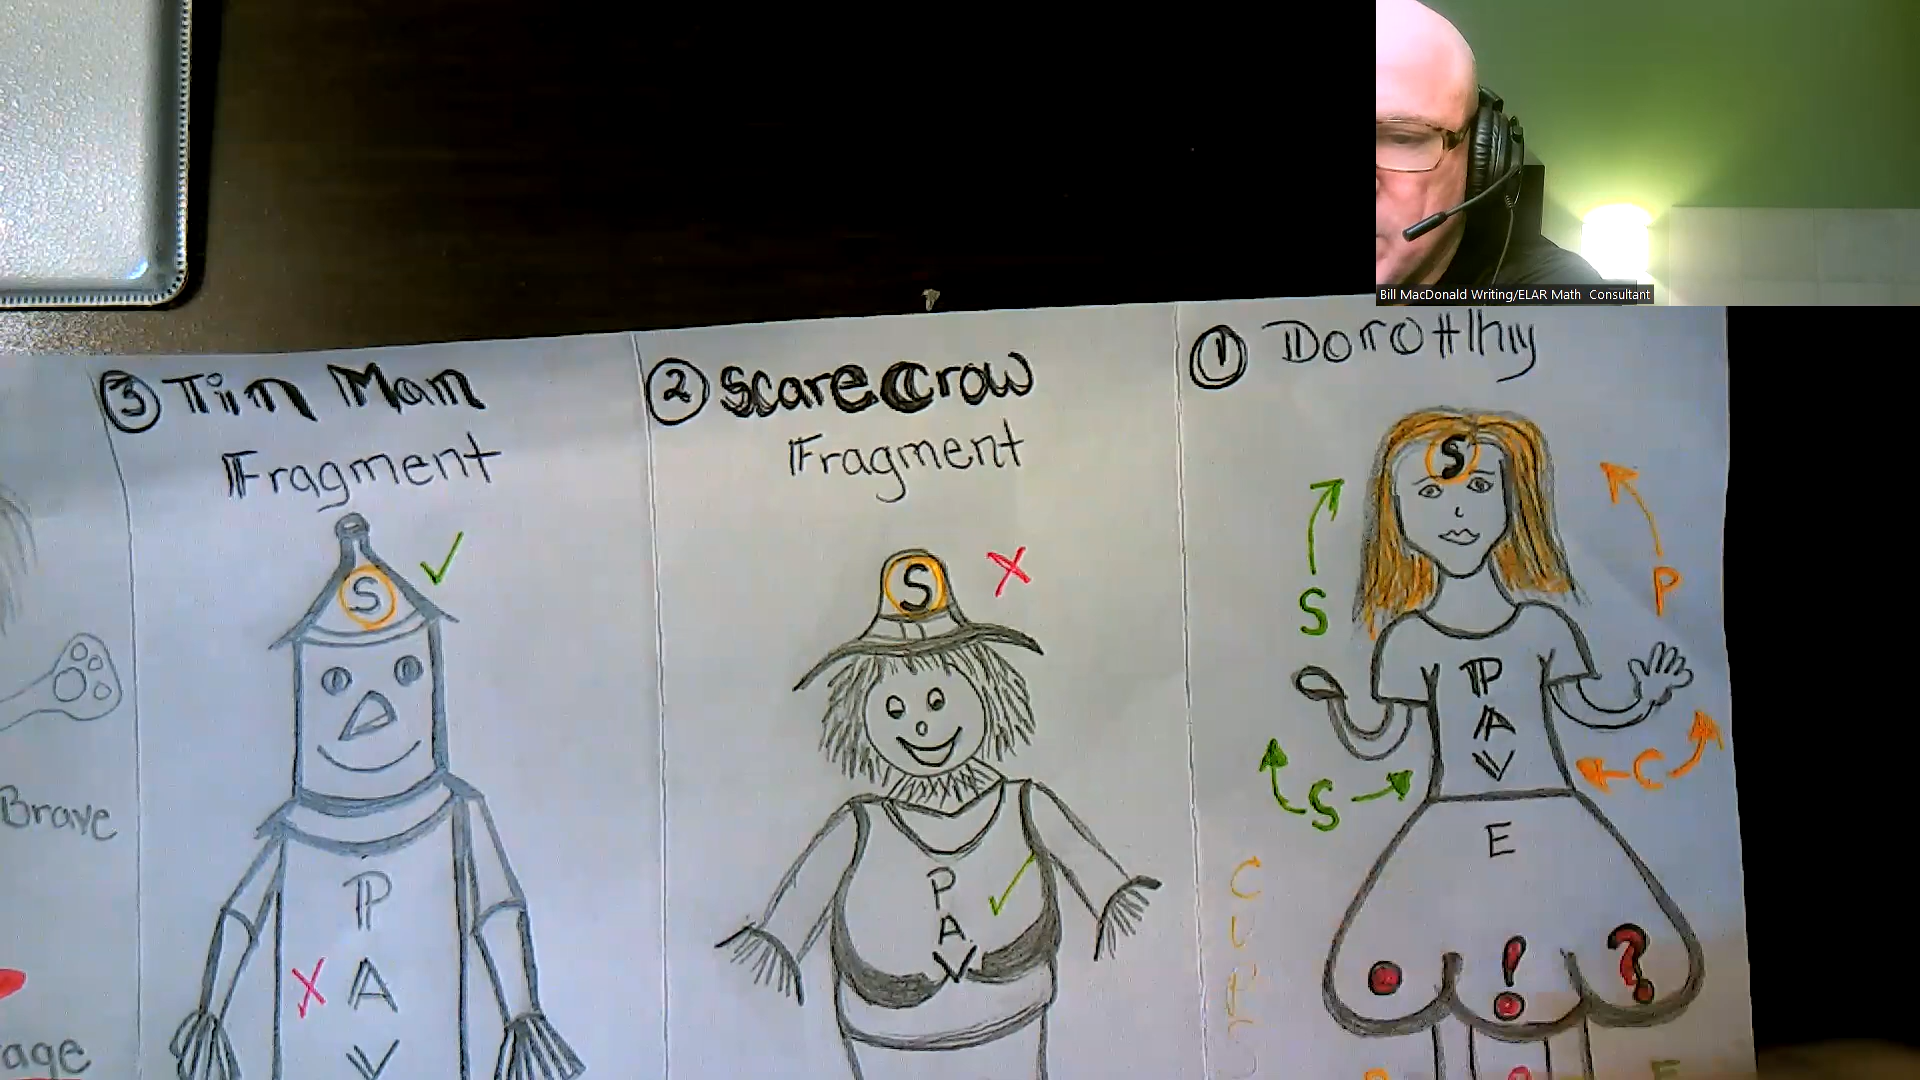 Bill MacDonald Writing/ELAR Math Consultant
3 Tin Man
Fragment
S
P
A
V
X
2 Scarecrow
Fragment
S
X
P
A
V
1 Dorothy
S
S
P
P
A
V
S
C
E
! ?
Brave
age